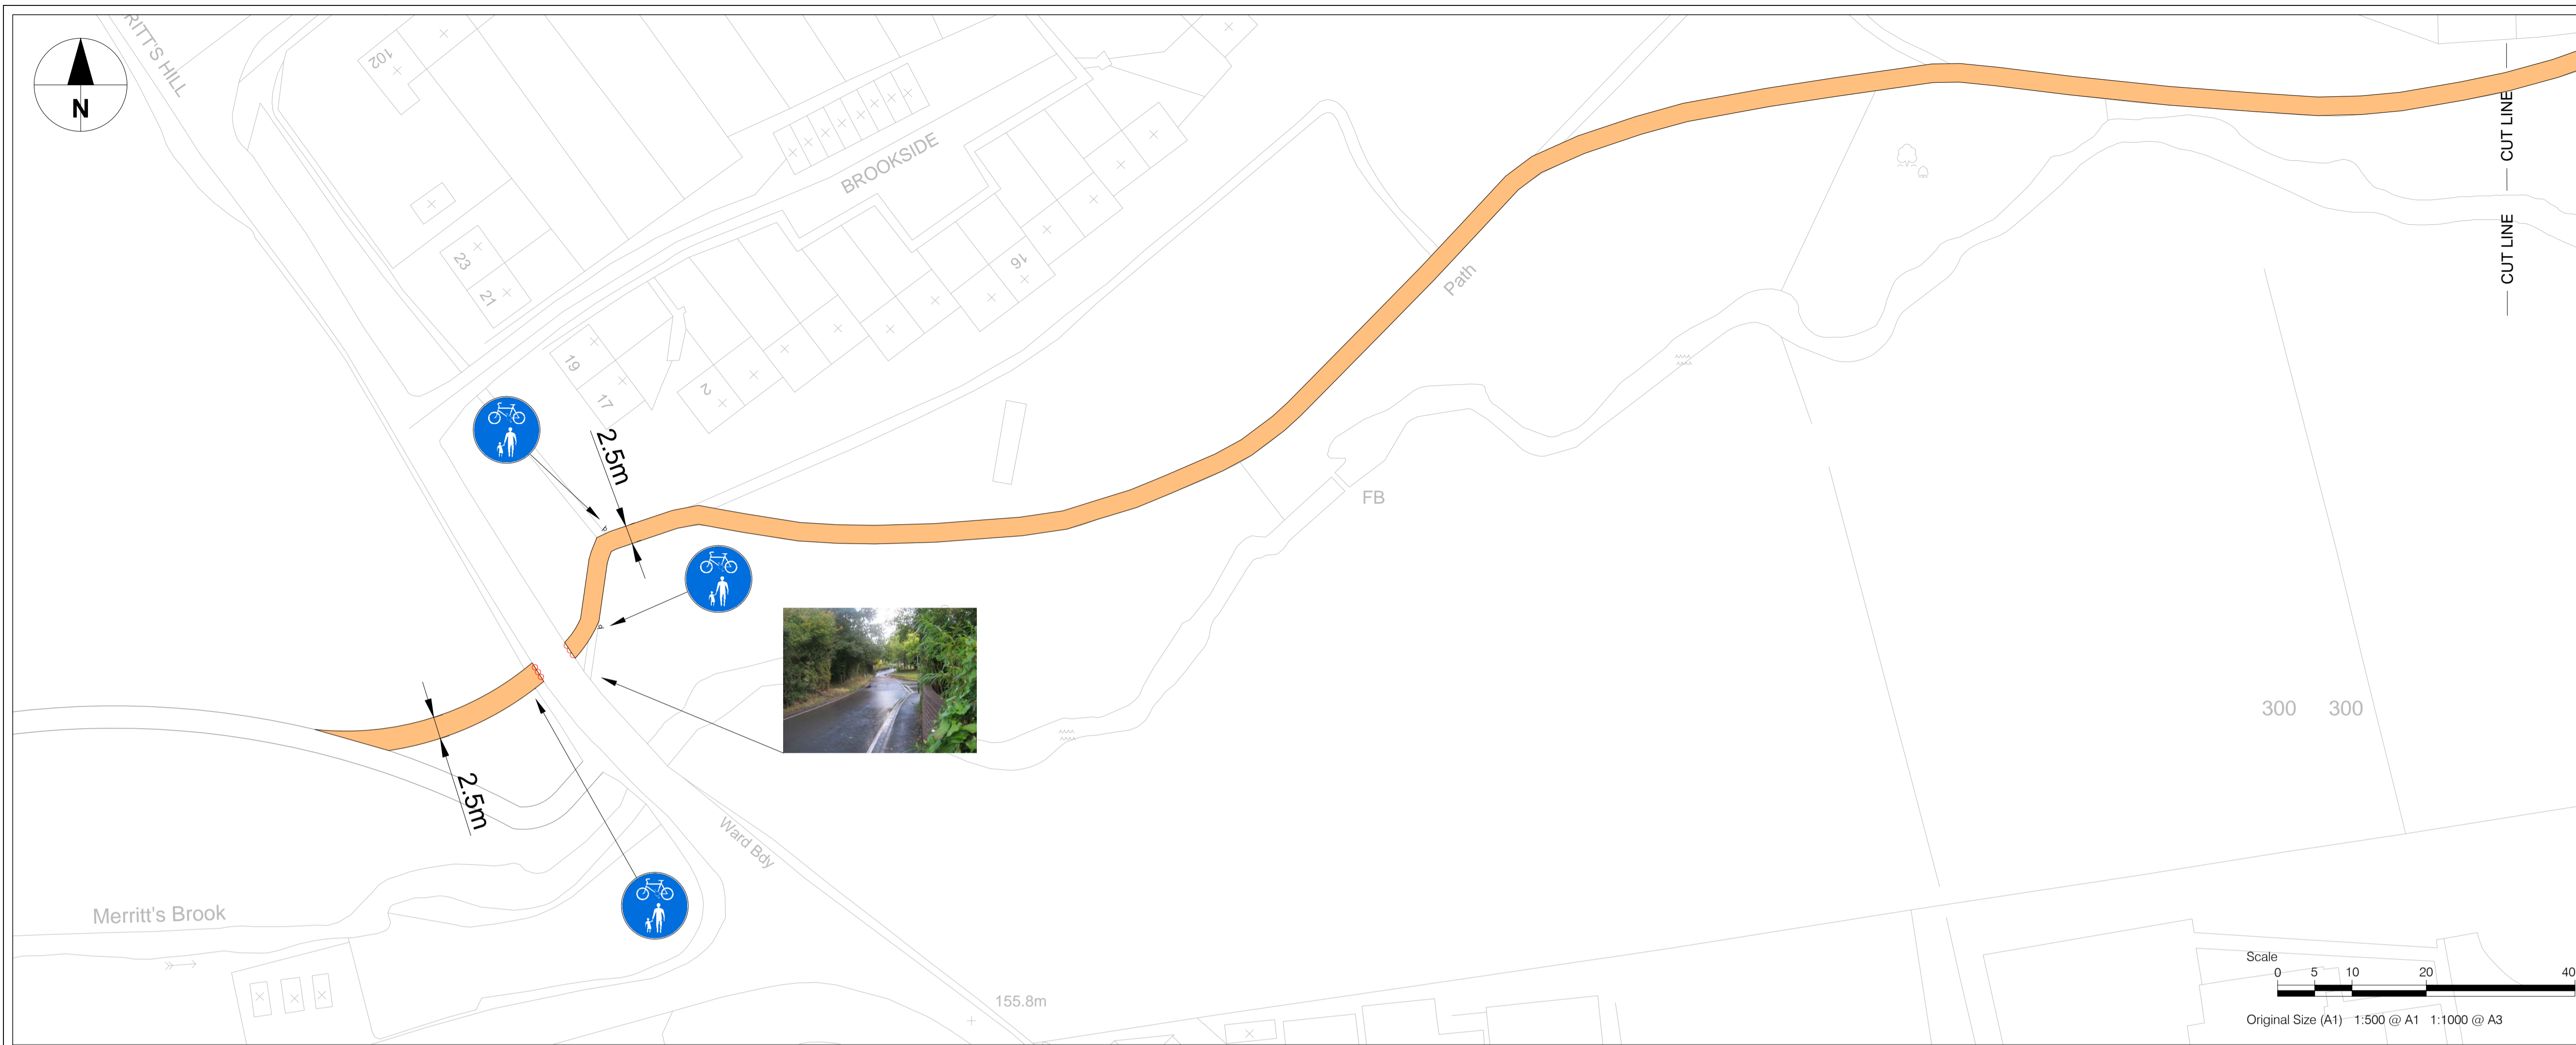 RITT'S HILL
102
N
CUT LINE
BROOKSIDE
CUT LINE
23
16
21
Path
19
2
17
2.5m
FB
300 300
2.5m
Ward Bdy
Merritt's Brook
Scale
0 5 10 20 40
155.8m
Original Size (A1) 1:500 @ A1 1:1000 @ A3